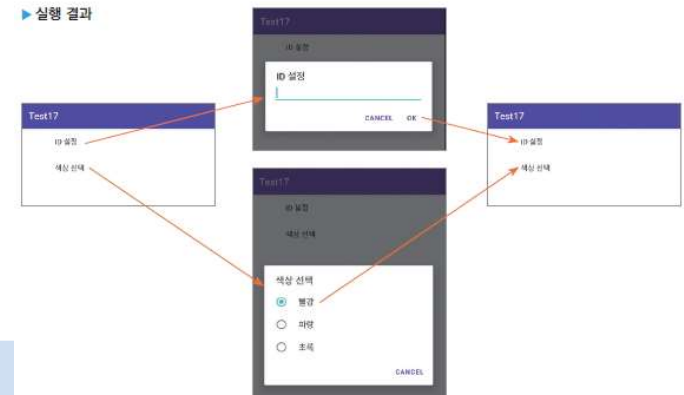 ▶ 실행 결과
Test17
ID 설정
ID 설정
CANCEL OK
Test17
ID 설정
색상 선택
Test17
ID 설정
색상 선택
Test17
ID 설정
색상 선택
색상 선택
빨강
파랑
초록
CANCEL